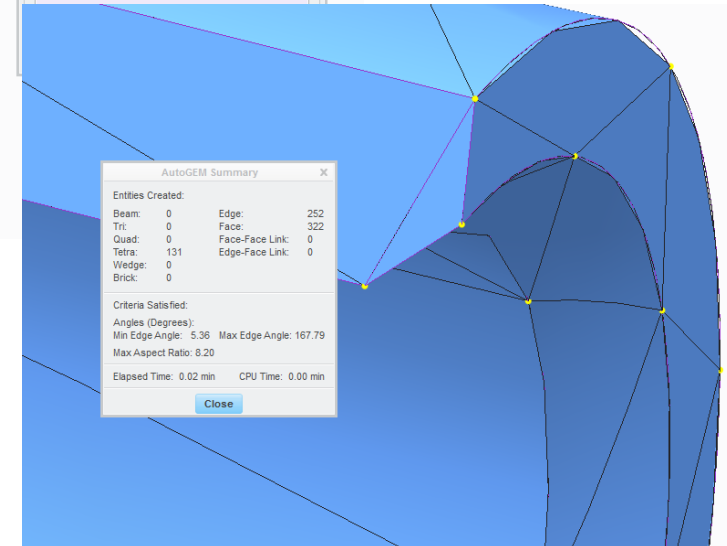 AutoGEM Summary X
Entities Created:
Beam: 0 Edge: 252
Tri: 0 Face: 322
Quad: 0 Face-Face Link: 0
Tetra: 131 Edge-Face Link: 0
Wedge: 0
Brick: 0
Criteria Satisfied:
Angles (Degrees):
Min Edge Angle: 5.36 Max Edge Angle: 167.79
Max Aspect Ratio: 8.20
Elapsed Time: 0.02 min CPU Time: 0.00 min
Close